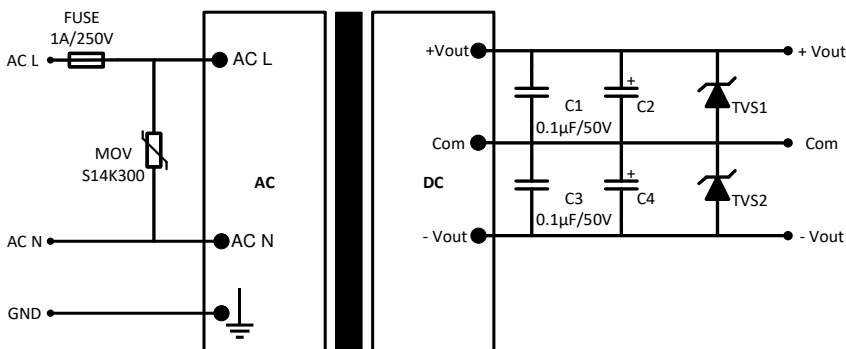 FUSE
1A/250V
AC L
AC L
MOV
S14K300
AC
AC N
AC N
GND
DC
+Vout
+ Vout
C1
C2
TVS1
0.1µF/50V
Com
Com
+
+
C3
C4
TVS2
0.1µF/50V
- Vout
- Vout